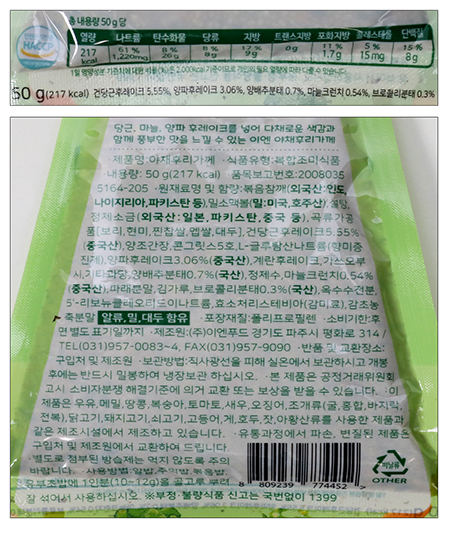 총 내용량 50 g 당
HACCP
열량 나트륨 탄수화물 당류 지방 트랜스지방 포화지방 콜레스테롤 단백질
217 kcal 61 % 1,220mg 8 % 26g 8 % 8g 17 % 9g 0g 11 % 1.7g 5 % 15mg 15 % 8g
50 g(217 kcal) 건당근후레이크 5.55%, 양파후레이크 3.06%, 양배추분태 0.7%, 마늘크런치 0.54%, 브로콜리분태 0.3%
당근, 마늘, 양파 후레이크를 넣어 다채로운 색감과
함께 풍부한 맛을 느낄 수 있는 이엔 야채후리가께
·제품명:야채후리가께 ·식품유형:복합조미식품
·내용량: 50 g (217 kcal) ·품목보고번호:2008035
5164-205 ·원재료명 및 함량:볶음참깨(외국산:인도,
나이지리아,파키스탄 등),밀소맥볼(밀:미국,호주산),설탕,
정제소금(외국산:일본, 파키스탄, 중국 등),곡류가공
품[보리,현미,찐찹쌀,멥쌀,대두],건당근후레이크5.55%
(중국산),양조간장,콘그릿스5호,L-글루탐산나트륨(향미증
진제),양파후레이크3.06%(중국산),계란후레이크,가쓰오부
시,기타과당,양배추분태0.7%(국산),정제수,마늘크런치0.54%
(중국산),파래분말,김가루,브로콜리분태0.3%(국산),옥수수전분,
5'-리보뉴클레오티드이나트륨,효소처리스테비아(감미료),감초농
축분말 알류,밀,대두 함유 ·포장재질:폴리프로필렌 ·소비기한:후
면별도 표기일까지 ·제조원:(주)이엔푸드 경기도 파주시 평화로 314 /
TEL(031)957-0083~4, FAX(031)957-9090 ·반품 및 교환장소:
구입처 및 제조원 ·보관방법:직사광선을 피해 실온에서 보관하시고 개봉
후에는 반드시 밀봉하여 냉장보관 하십시오. ·본 제품은 공정거래위원회
고시 소비자분쟁 해결기준에 의거 교환 또는 보상을 받을 수 있습니다. ·이
제품은 우유, 메밀, 땅콩, 복숭아, 토마토, 새우, 오징어, 조개류(굴,홍합,바지락,
전복),닭고기,돼지고기,쇠고기,고등어,게,호두,잣,아황산류를 사용한 제품과
같은 제조시설에서 제조하고 있습니다. ·유통과정에서 파손, 변질된 제품은
구입처 및 제조원에서 교환하여 드립니다.
·별도로 첨부된 방습제는 먹지 않도록 주의
바랍니다.
비닐류
OTHER
8 809239 774452
잘 섞어서 사용하십시오. ※부정·불량식품 신고는 국번없이 1399